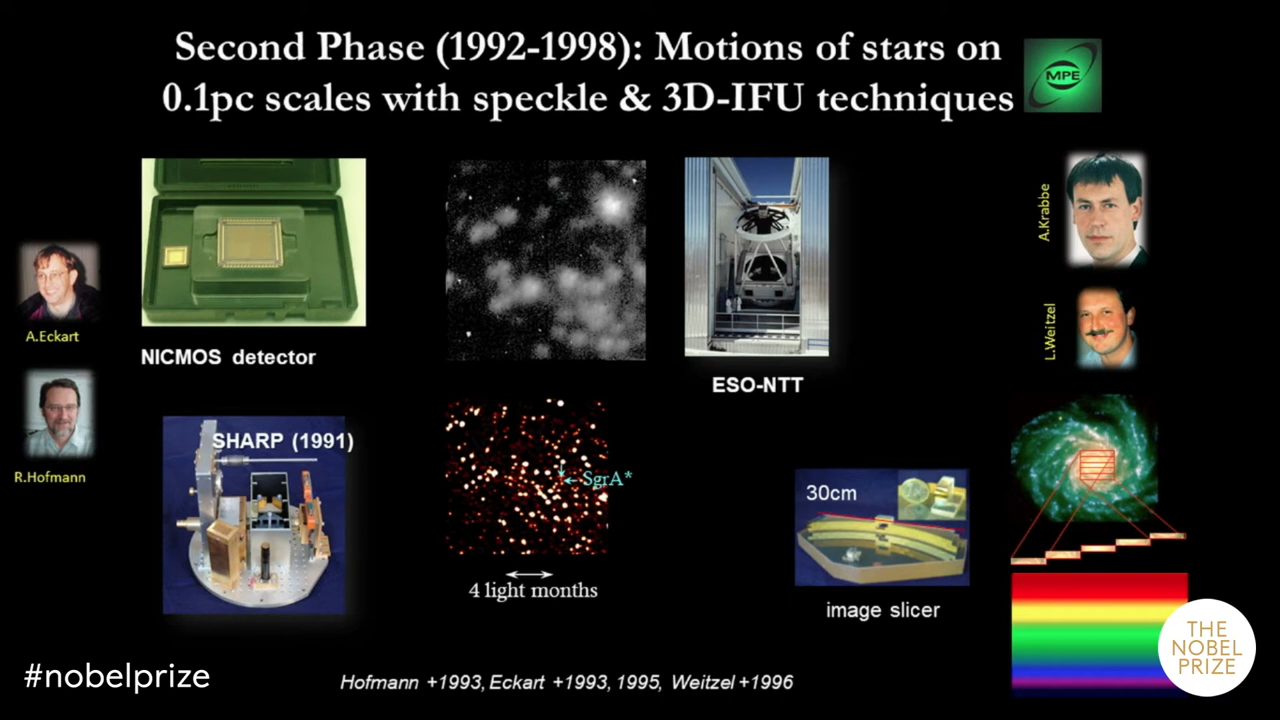 Second Phase (1992-1998): Motions of stars on
0.1pc scales with speckle & 3D-IFU techniques
MPE
A.Eckart
NICMOS detector
R.Hofmann
SHARP (1991)
SgrA*
4 light months
ESO-NTT
30cm
image slicer
A.Krabbe
L.Weitzel
#nobelprize
Hofmann +1993, Eckart +1993, 1995, Weitzel +1996
THE
NOBEL
PRIZE